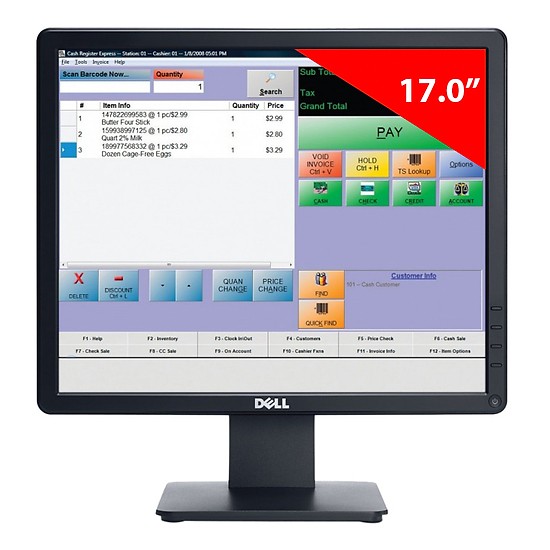 Cash Register Express -- Station: 01 -- Cashier: 01 -- 1/8/2008 05:01 PM
File Tools Invoice Help
Scan Barcode Now...
Quantity
1
Search
Sub
Tax
Grand Total
17.0”
# Item Info Quantity Price
1 147822699583 @ 1 pc/$2.99 1 $2.99
Butter Four Stick
2 159938997125 @ 1 pc/$2.80 1 $2.80
Quart 2% Milk
3 189977568332 @ 1 pc/$3.29 1 $3.29
Dozen Cage-Free Eggs
PAY
VOID
INVOICE
Ctrl + V
HOLD
Ctrl + H
TS Lookup
Options
CASH
CHECK
CREDIT
ACCOUNT
DELETE
DISCOUNT
Ctrl + L
QUAN
CHANGE
PRICE
CHANGE
FIND
QUICK FIND
Customer Info
101 – Cash Customer
F1 - Help F2 - Inventory F3 - Clock In\Out F4 - Customers F5 - Price Check F6 - Cash Sale
F7 - Check Sale F8 - CC Sale F9 - On Account F10 - Cashier Fxns F11 - Invoice Info F12 - Item Options
DELL